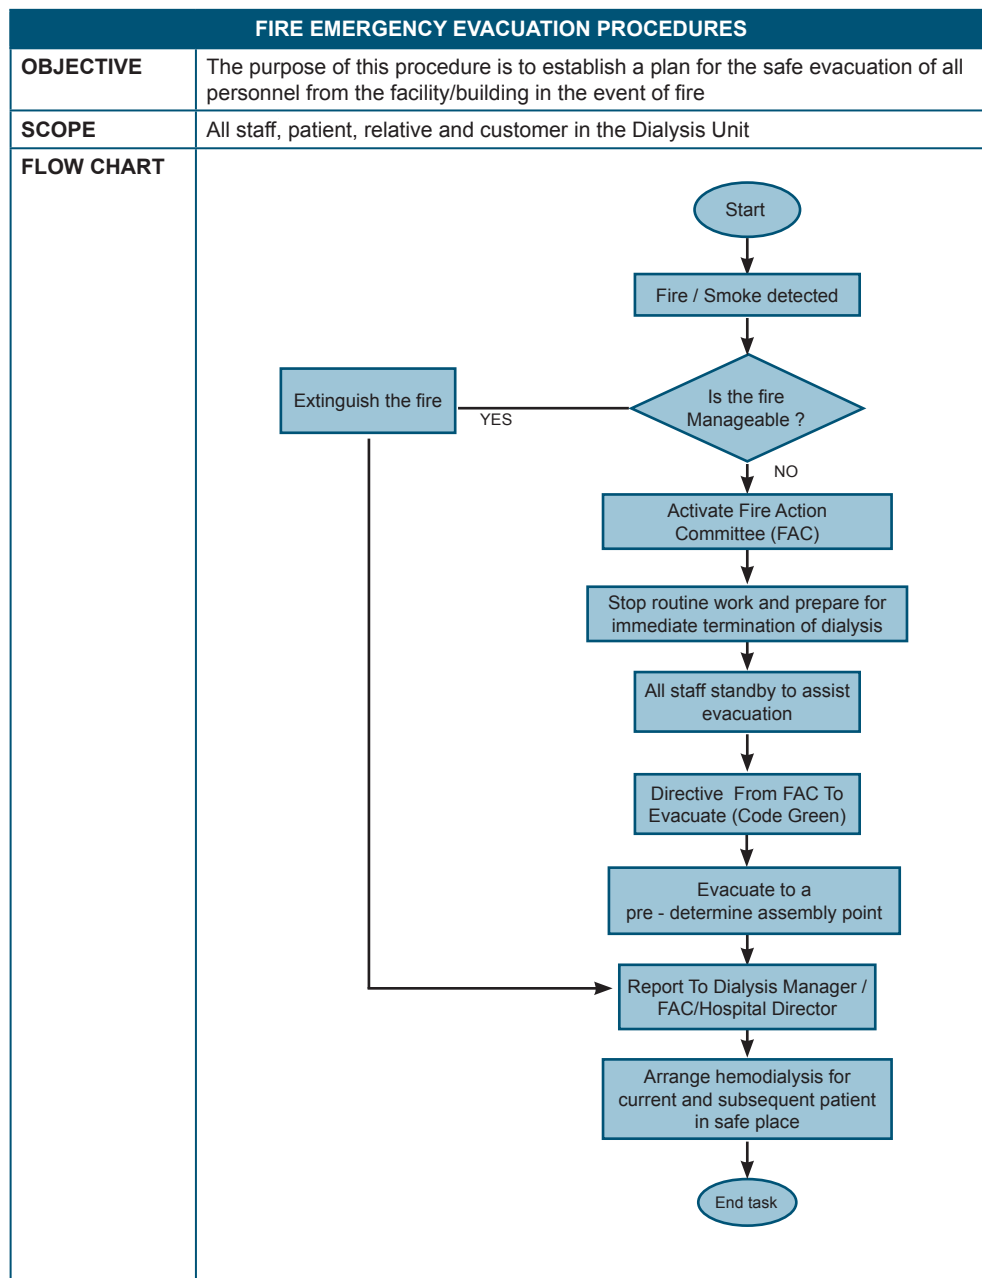 FIRE EMERGENCY EVACUATION PROCEDURES
OBJECTIVE
The purpose of this procedure is to establish a plan for the safe evacuation of all
personnel from the facility/building in the event of fire
SCOPE
All staff, patient, relative and customer in the Dialysis Unit
FLOW CHART
Start
Fire / Smoke detected
Is the fire
Manageable ?
YES
Extinguish the fire
NO
Activate Fire Action
Committee (FAC)
Stop routine work and prepare for
immediate termination of dialysis
All staff standby to assist
evacuation
Directive From FAC To
Evacuate (Code Green)
Evacuate to a
pre - determine assembly point
Report To Dialysis Manager /
FAC/Hospital Director
Arrange hemodialysis for
current and subsequent patient
in safe place
End task